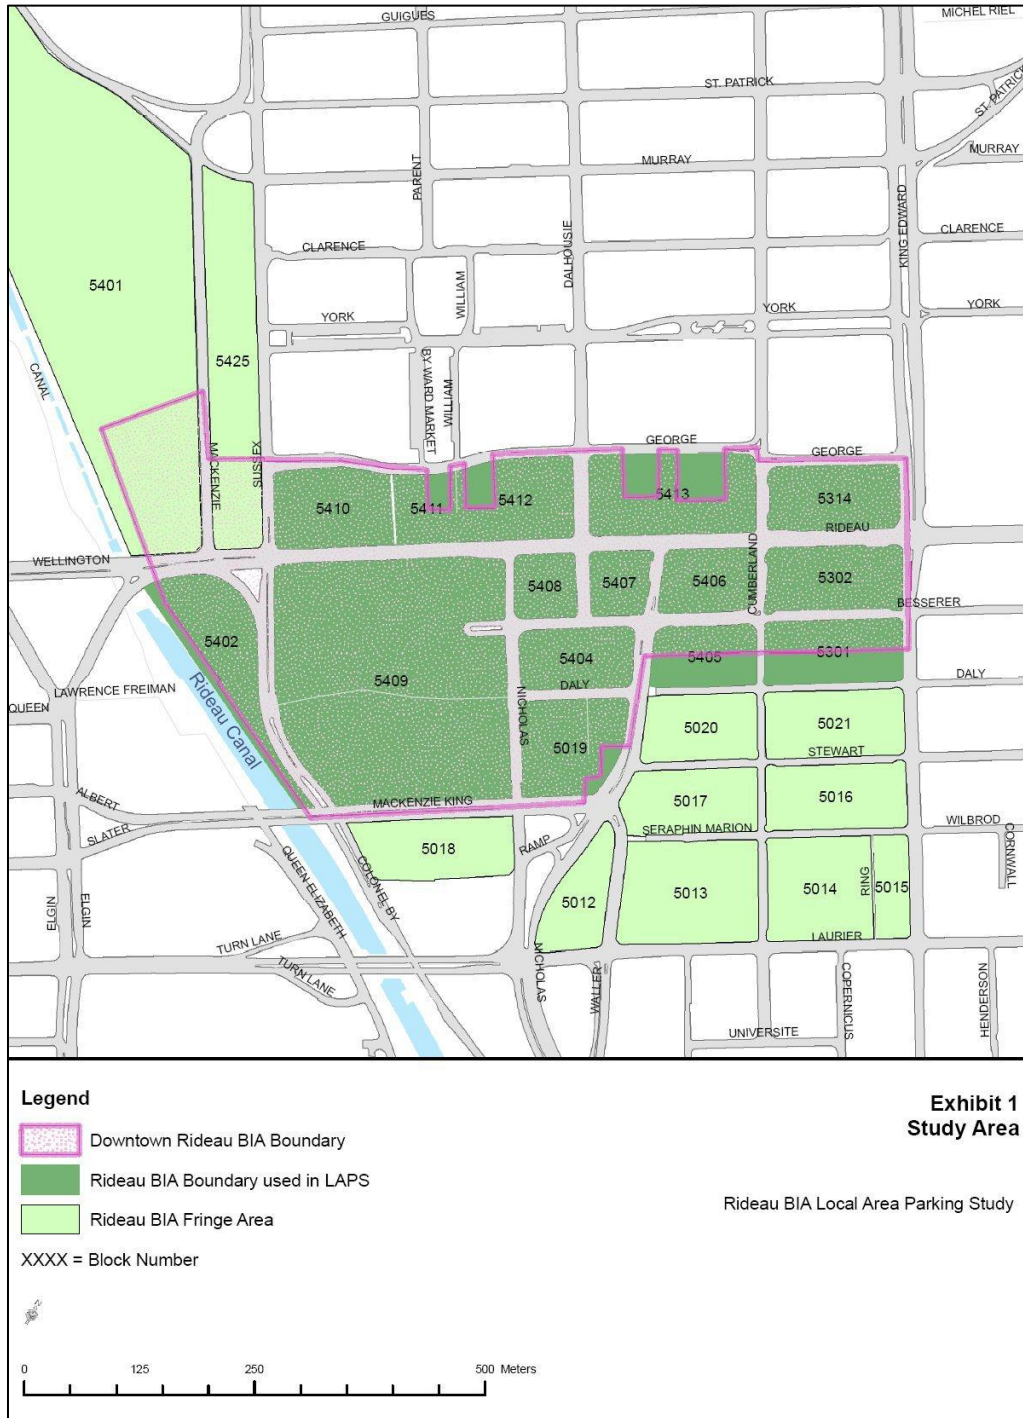 GUIGUES
MICHEL RIEL
ST. PATRICK
ST. PATRICK
MURRAY
MURRAY
PARENT
KING EDWARD
DALHOUSIE
CLARENCE
CLARENCE
5401
WILLIAM
YORK
YORK
YORK
5425
CANAL
BY WARD MARKET
WILLIAM
MACKENZIE
SUSSEX
GEORGE
GEORGE
5410
5411
5412
5413
5314
RIDEAU
WELLINGTON
5408
5407
5406
CUMBERLAND
5302
BESSERER
5402
5409
5404
5405
5301
DALY
DALY
LAWRENCE FREIMAN
QUEEN
Rideau Canal
NICHOLAS
5019
5020
5021
STEWART
MACKENZIE KING
ALBERT
SLATER
5017
5016
SERAPHIN MARION
WILBROD
CORNWALL
5018
RAMP
QUEEN ELIZABETH
COLONEL BY
ELGIN
ELGIN
5012
5013
5014
RING
5015
LAURIER
TURN LANE
TURN LANE
NICHOLAS
WALLER
COPERNICUS
HENDERSON
UNIVERSITE
Legend
Downtown Rideau BIA Boundary
Rideau BIA Boundary used in LAPS
Rideau BIA Fringe Area
XXXX = Block Number
Exhibit 1
Study Area
Rideau BIA Local Area Parking Study
N
0 125 250 500 Meters